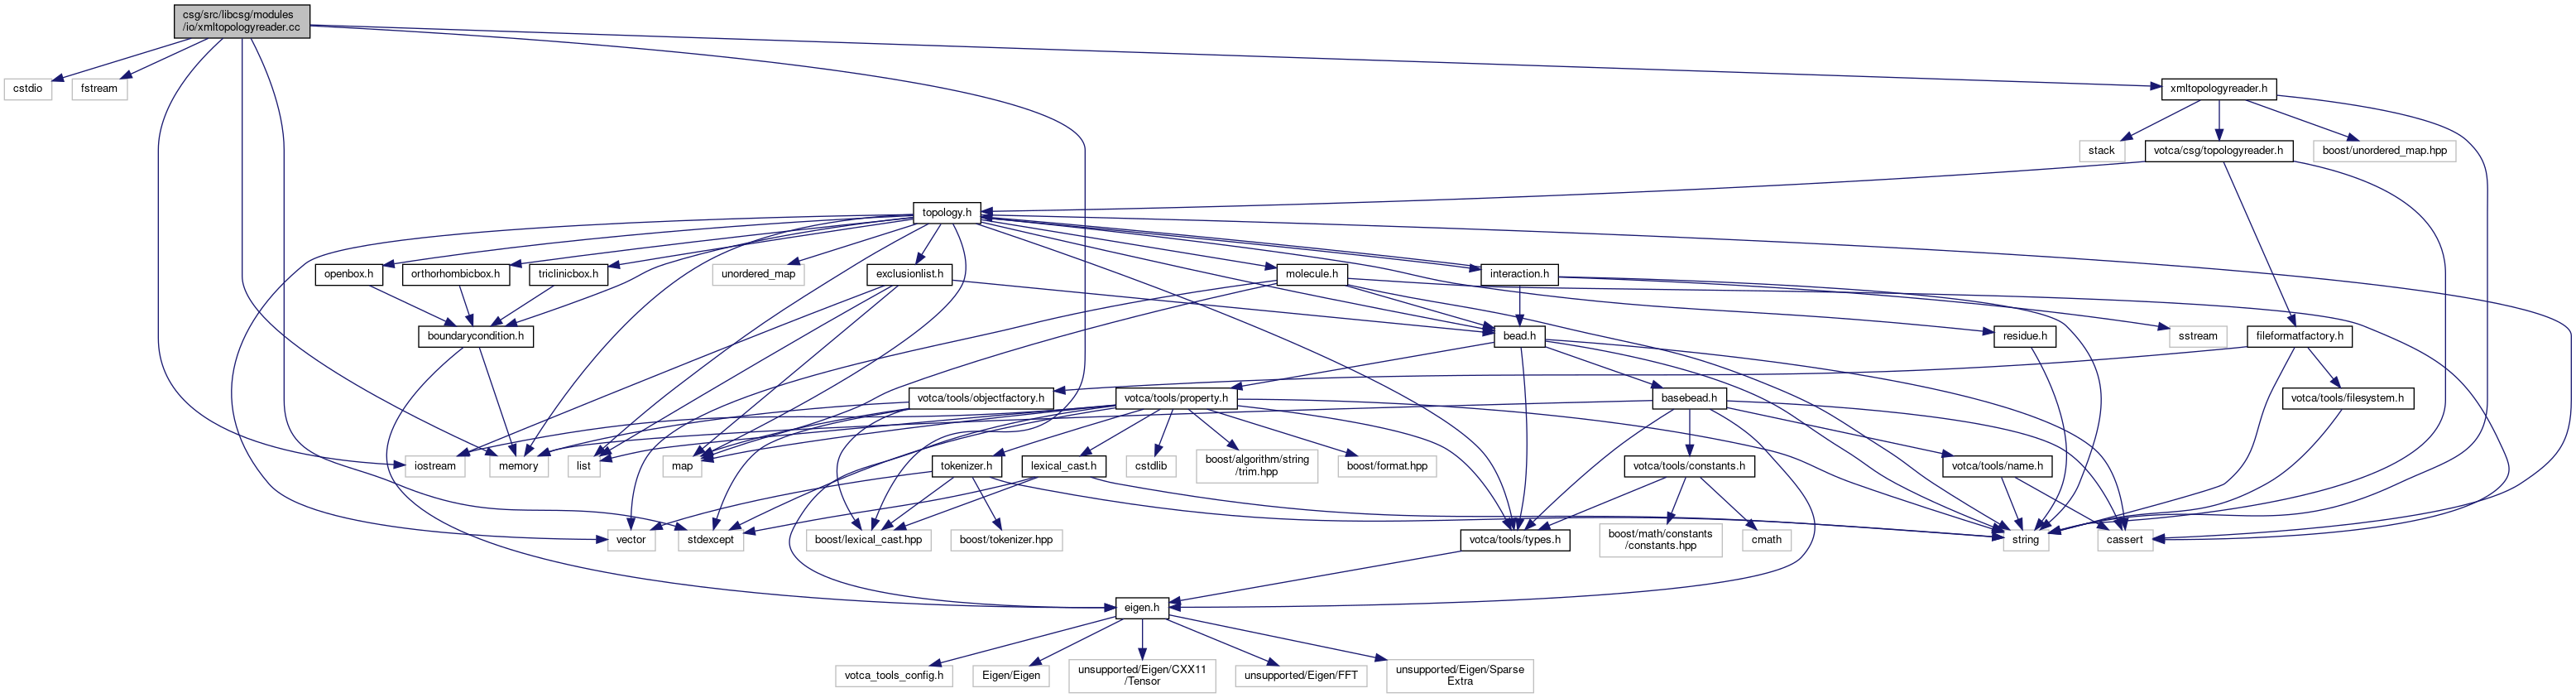 csg/src/libcsg/modules
/io/xmltopologyreader.cc
cstdio
fstream
xmltopologyreader.h
stack
votca/csg/topologyreader.h
boost/unordered_map.hpp
topology.h
openbox.h
orthorhombicbox.h
triclinicbox.h
unordered_map
exclusionlist.h
molecule.h
interaction.h
boundarycondition.h
bead.h
residue.h
sstream
fileformatfactory.h
votca/tools/objectfactory.h
votca/tools/property.h
basebead.h
votca/tools/filesystem.h
iostream
memory
list
map
tokenizer.h
lexical_cast.h
cstdlib
boost/algorithm/string
/trim.hpp
boost/format.hpp
votca/tools/constants.h
votca/tools/name.h
vector
stdexcept
boost/lexical_cast.hpp
boost/tokenizer.hpp
votca/tools/types.h
boost/math/constants
/constants.hpp
cmath
string
cassert
eigen.h
votca_tools_config.h
Eigen/Eigen
unsupported/Eigen/CXX11
/Tensor
unsupported/Eigen/FFT
unsupported/Eigen/Sparse
Extra